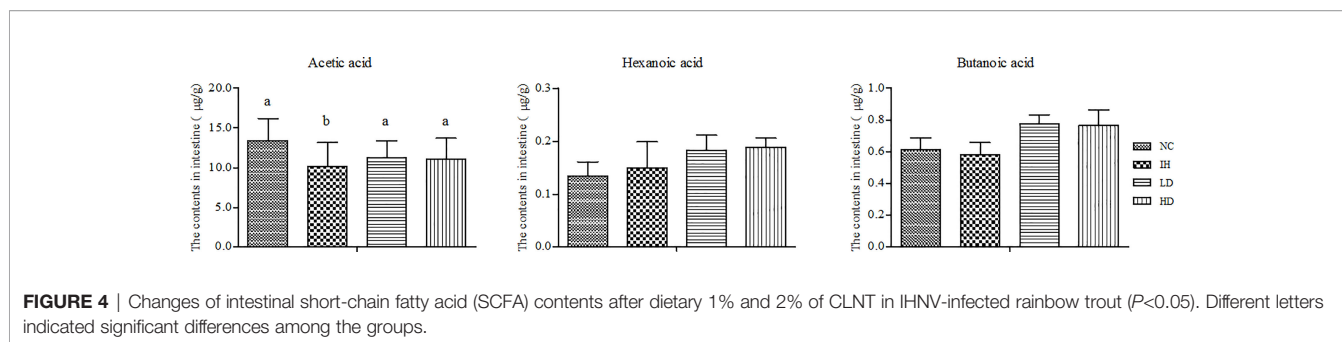 Acetic acid
The contents in intestine ( μg/g)
20.0
15.0
10.0
5.0
0.0
a
b
a
a
Hexanoic acid
The contents in intestine ( μg/g)
0.3
0.2
0.1
0.0
Butanoic acid
The contents in intestine ( μg/g)
1.0
0.8
0.6
0.4
0.2
0.0
NC
IH
LD
HD
FIGURE 4 | Changes of intestinal short-chain fatty acid (SCFA) contents after dietary 1% and 2% of CLNT in IHNV-infected rainbow trout (P<0.05). Different letters
indicated significant differences among the groups.